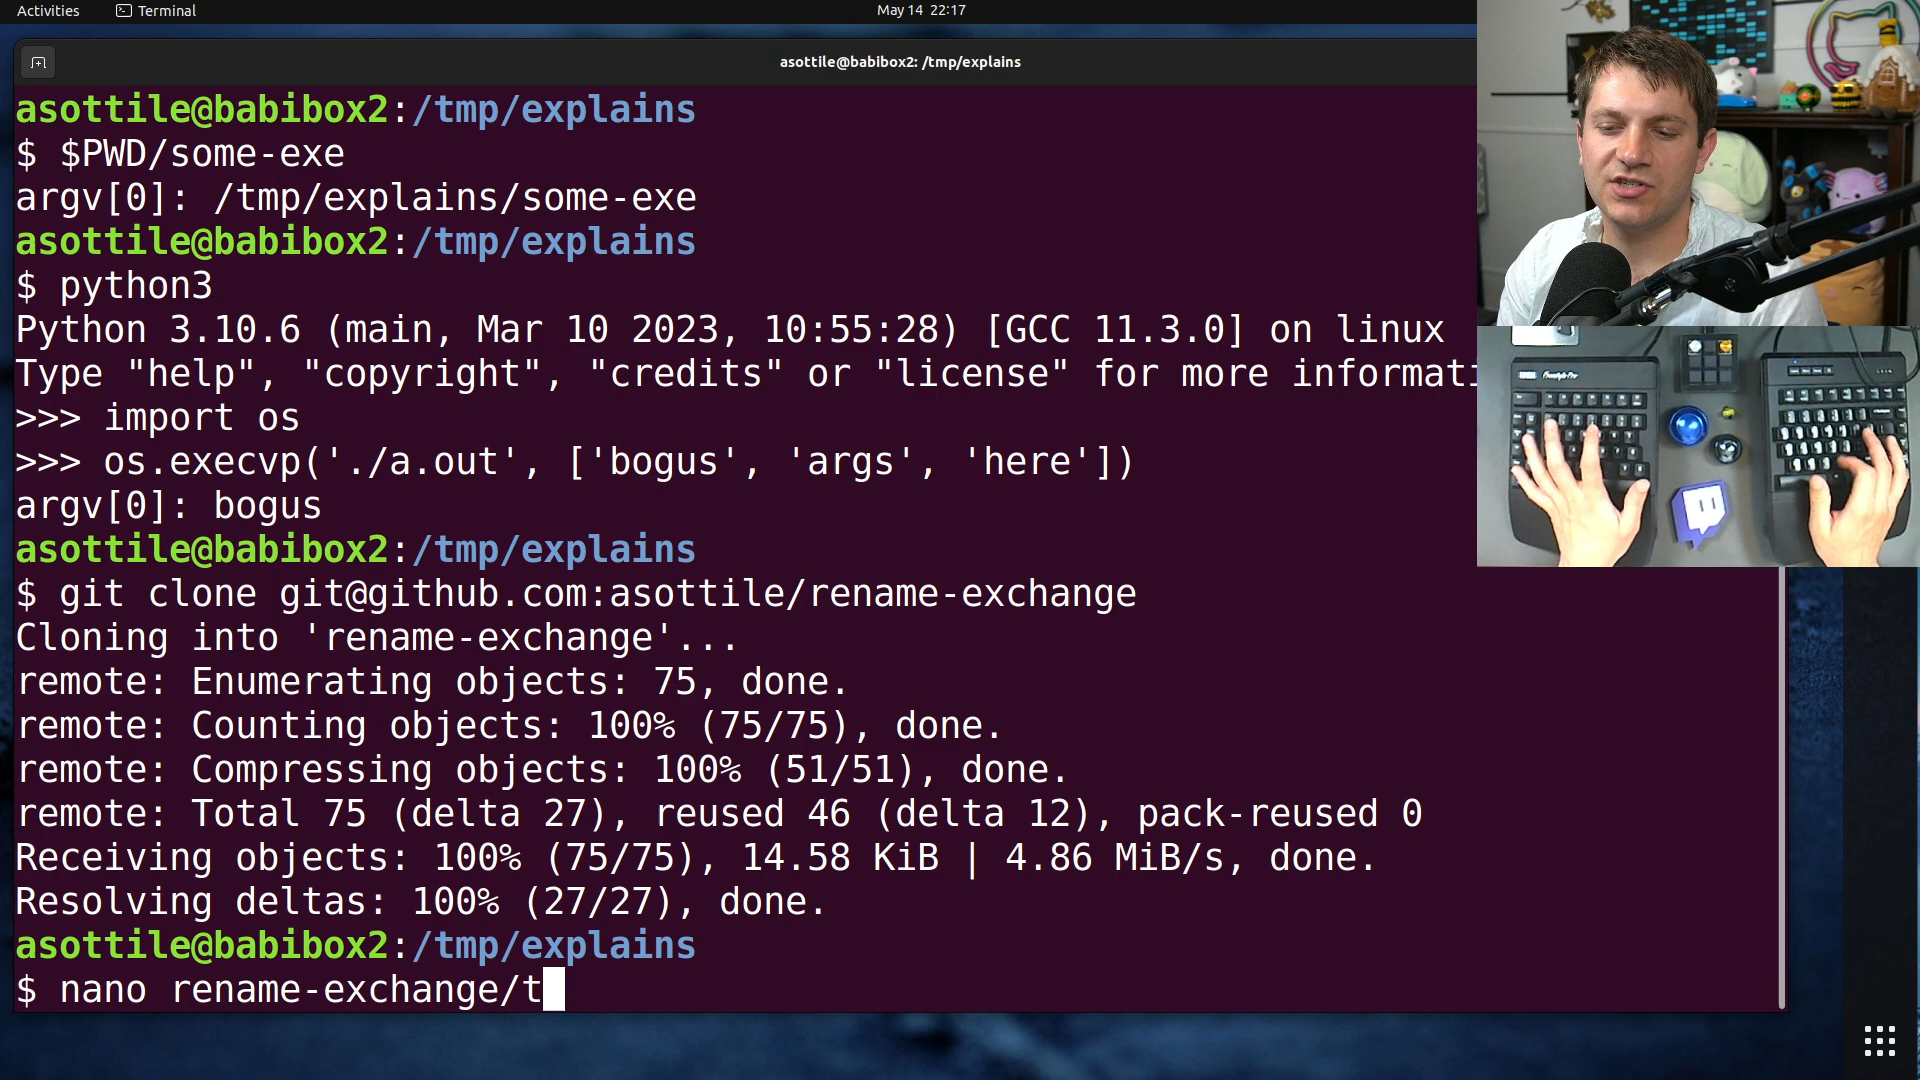 Activities
Terminal
May 14 22:17
asottile@babibox2: /tmp/explains
asottile@babibox2:/tmp/explains
$ $PWD/some-exe
argv[0]: /tmp/explains/some-exe
asottile@babibox2:/tmp/explains
$ python3
Python 3.10.6 (main, Mar 10 2023, 10:55:28) [GCC 11.3.0] on linux
Type "help", "copyright", "credits" or "license" for more informati
>>> import os
>>> os.execvp('./a.out', ['bogus', 'args', 'here'])
argv[0]: bogus
asottile@babibox2:/tmp/explains
$ git clone git@github.com:asottile/rename-exchange
Cloning into 'rename-exchange'...
remote: Enumerating objects: 75, done.
remote: Counting objects: 100% (75/75), done.
remote: Compressing objects: 100% (51/51), done.
remote: Total 75 (delta 27), reused 46 (delta 12), pack-reused 0
Receiving objects: 100% (75/75), 14.58 KiB | 4.86 MiB/s, done.
Resolving deltas: 100% (27/27), done.
asottile@babibox2:/tmp/explains
$ nano rename-exchange/t